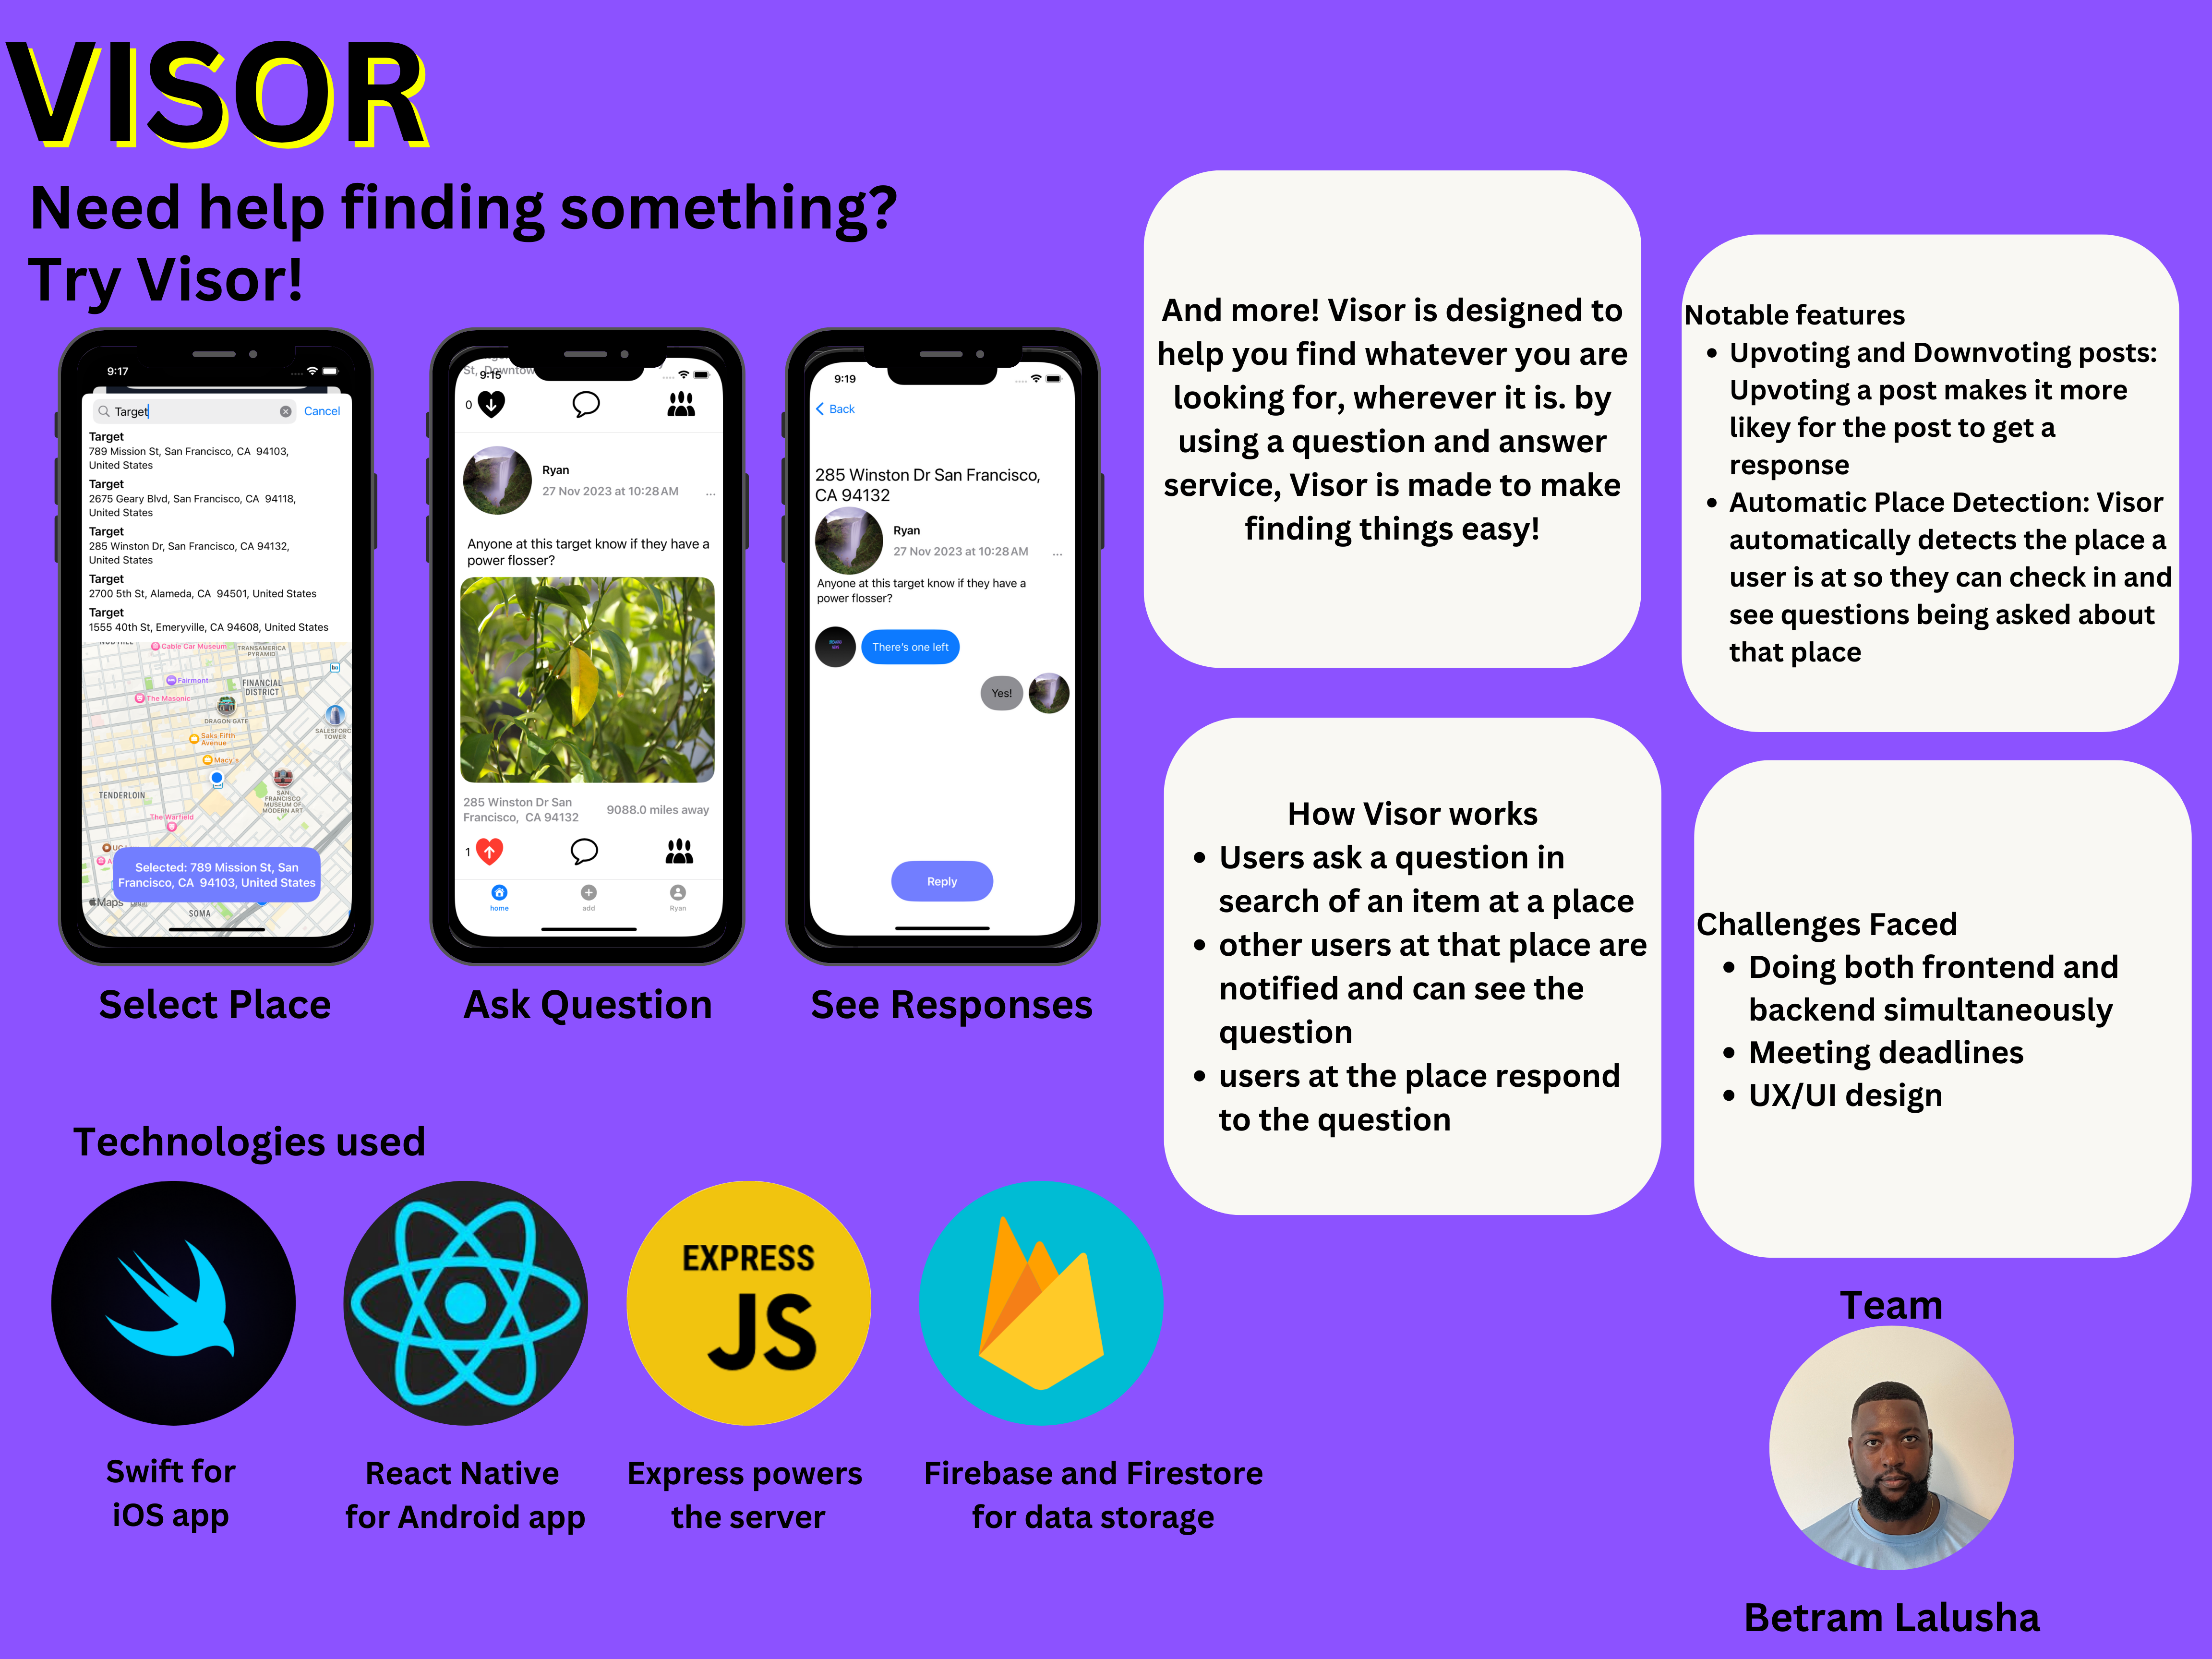 VISOR
Need help finding something?
Try Visor!
9:17
Target
Cancel
Target
789 Mission St, San Francisco, CA 94103,
United States
Target
2675 Geary Blvd, San Francisco, CA 94118,
United States
Target
285 Winston Dr, San Francisco, CA 94132,
United States
Target
2700 5th St, Alameda, CA 94501, United States
Target
1555 40th St, Emeryville, CA 94608, United States
Cable Car Museum
TRANSAMERICA
PYRAMID
Fairmont
FINANCIAL
DISTRICT
The Masonic
DRAGON GATE
SALESFORC
TOWER
Saks Fifth
Avenue
Macy's
TENDERLOIN
SAN
FRANCISCO
MUSEUM OF
MODERN ART
The Warfield
Selected: 789 Mission St, San
Francisco, CA 94103, United States
Maps
SOMA
Select Place
St, Downtow
9:15
0
Ryan
27 Nov 2023 at 10:28 AM
...
Anyone at this target know if they have a
power flosser?
285 Winston Dr San
Francisco, CA 94132
9088.0 miles away
1
home
add
Ryan
Ask Question
9:19
Back
285 Winston Dr San Francisco,
CA 94132
Ryan
27 Nov 2023 at 10:28 AM
...
Anyone at this target know if they have a
power flosser?
There's one left
Yes!
Reply
See Responses
And more! Visor is designed to
help you find whatever you are
looking for, wherever it is. by
using a question and answer
service, Visor is made to make
finding things easy!
Notable features
• Upvoting and Downvoting posts:
Upvoting a post makes it more
likey for the post to get a
response
• Automatic Place Detection: Visor
automatically detects the place a
user is at so they can check in and
see questions being asked about
that place
How Visor works
• Users ask a question in
search of an item at a place
• other users at that place are
notified and can see the
question
• users at the place respond
to the question
Challenges Faced
• Doing both frontend and
backend simultaneously
• Meeting deadlines
• UX/UI design
Technologies used
EXPRESS
JS
Swift for
iOS app
React Native
for Android app
Express powers
the server
Firebase and Firestore
for data storage
Team
Betram Lalusha